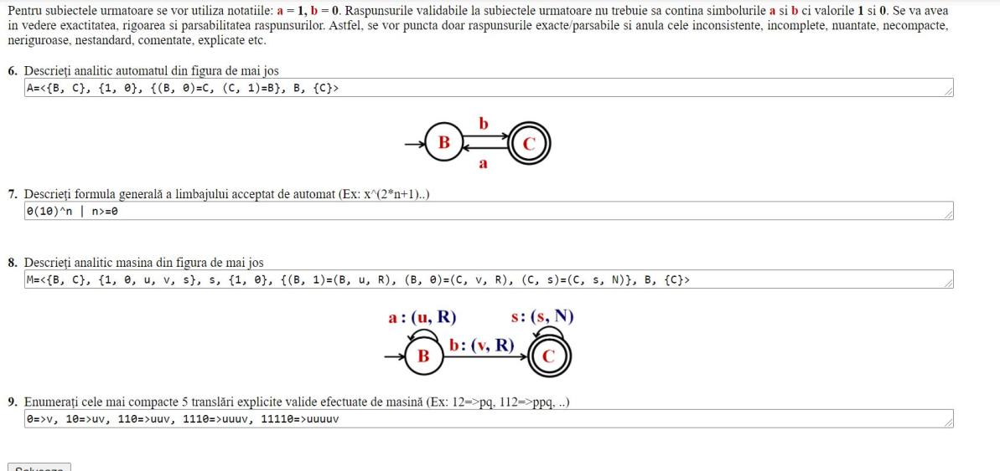 Pentru subiectele urmatoare se vor utiliza notatiile: a = 1, b = 0. Raspunsurile validabile la subiectele urmatoare nu trebuie sa contina simbolurile a si b ci valorile 1 si 0. Se va avea
in vedere exactitatea, rigoarea si parsabilitatea raspunsurilor. Astfel, se vor puncta doar raspunsurile exacte/parsabile si anula cele inconsistente, incomplete, nuantate, necompacte,
neriguroase, nestandard, comentate, explicate etc.
6. Descrieți analitic automatul din figura de mai jos
A=<{B, C}, {1, 0}, {(B, 0)=C, (C, 1)=B}, B, {C}>
b
B C
a
7. Descrieți formula generală a limbajului acceptat de automat (Ex: x^(2*n+1)..)
0(10)^n | n>=0
8. Descrieți analitic masina din figura de mai jos
M=<{B, C}, {1, 0, u, v, s}, s, {1, 0}, {(B, 1)=(B, u, R), (B, 0)=(C, v, R), (C, s)=(C, s, N)}, B, {C}>
a : (u, R) s: (s, N)
b: (v, R)
B C
9. Enumerați cele mai compacte 5 translări explicite valide efectuate de masină (Ex: 12=>pq, 112=>ppq, ..)
0=>v, 10=>uv, 110=>uuv, 1110=>uuuv, 11110=>uuuuv